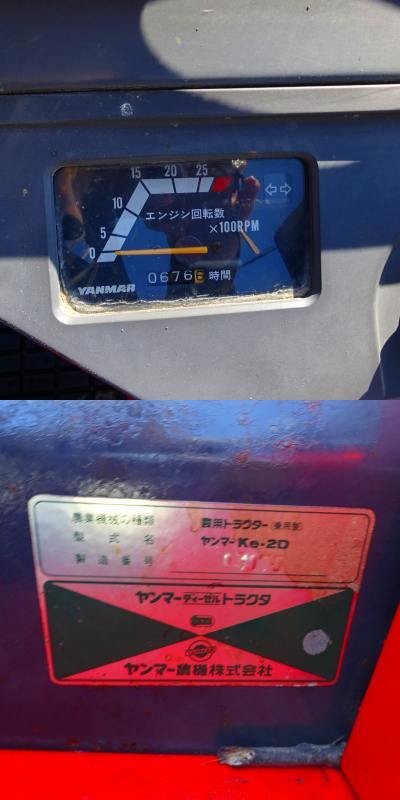 15 20 25
10
エンジン回転数
5
×100RPM
0
0676 時間
YANMAR
農業機械の種類 農用トラクター(乗用型)
型式名 ヤンマーKe-2D
製造番号
ヤンマーディーゼルトラクタ
ヤンマー農機株式会社